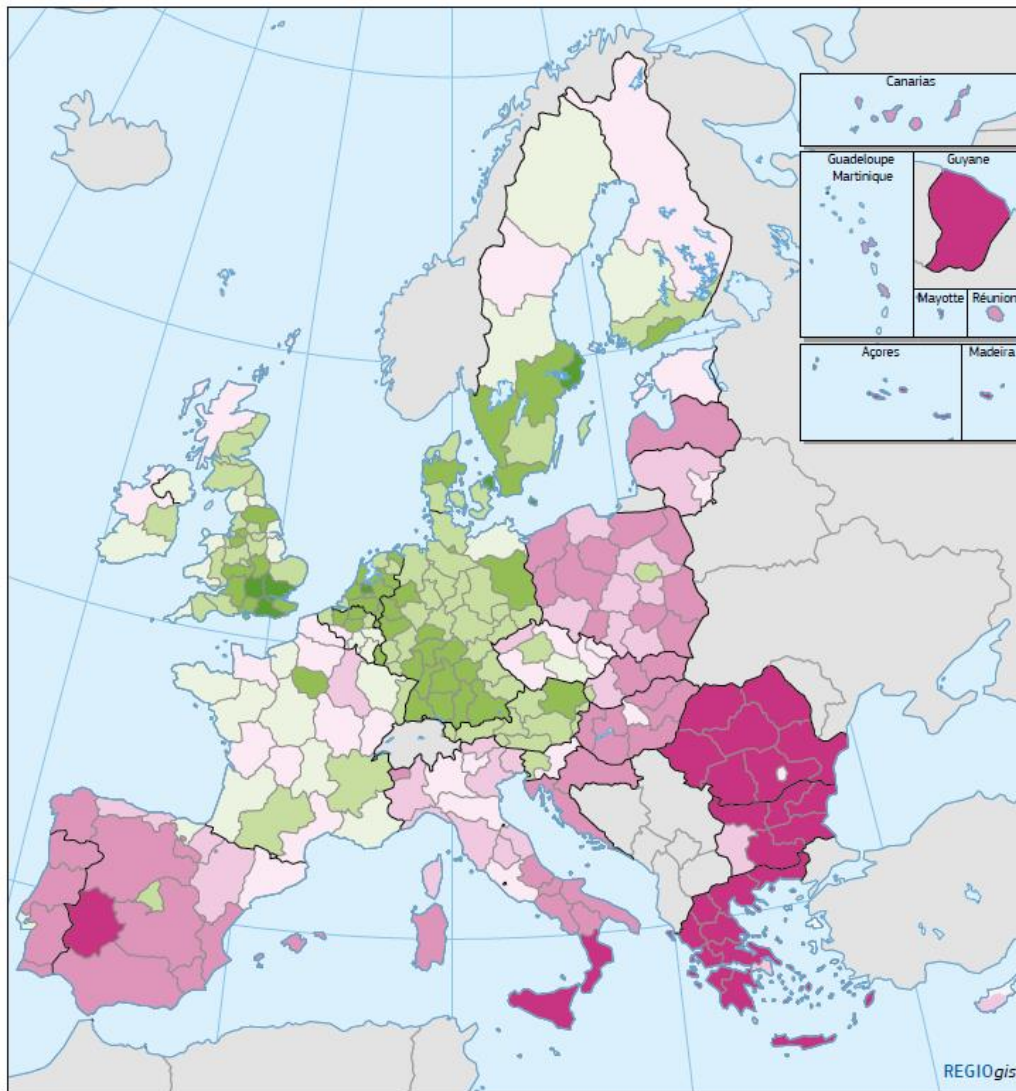 Canarias
Guadeloupe
Martinique
Guyane
Mayotte
Réunion
Açores
Madeira
REGIOgis